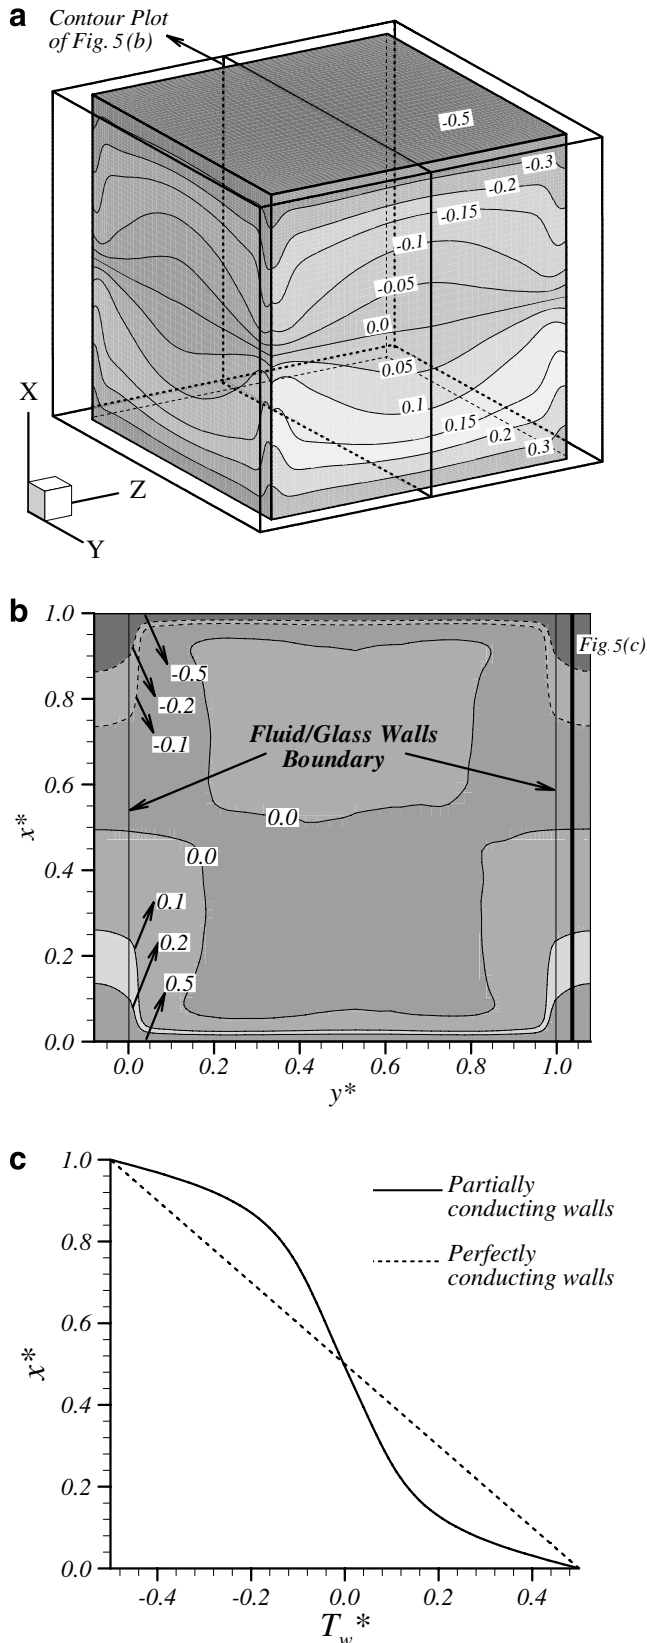 a
Contour Plot
of Fig. 5(b)
-0.5
-0.3
-0.2
-0.15
-0.1
-0.05
0.0
0.05
0.1
0.15
0.2
0.3
X
Z
Y
b
1.0
0.8
0.6
0.4
0.2
0.0
x*
-0.5
-0.2
-0.1
Fluid/Glass Walls
Boundary
0.0
0.0
0.1
0.2
0.5
Fig. 5(c)
0.0 0.2 0.4 0.6 0.8 1.0
y*
c
1.0
0.8
0.6
0.4
0.2
0.0
x*
Partially
conducting walls
Perfectly
conducting walls
-0.4 -0.2 0.0 0.2 0.4
T_w*